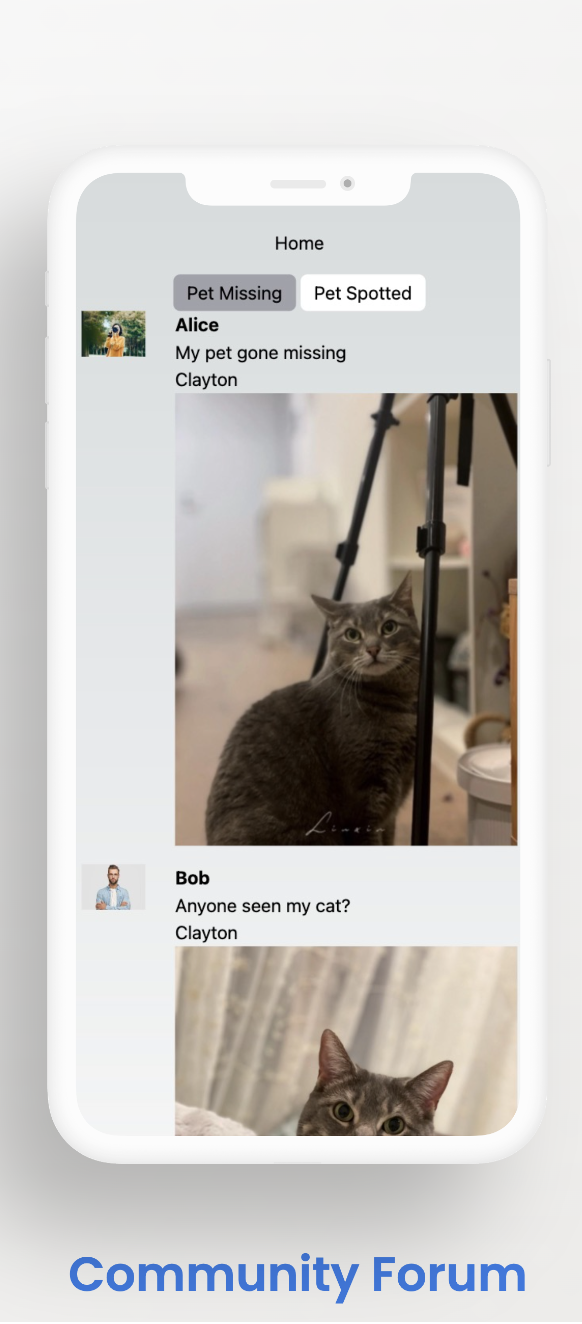 Home
Pet Missing Pet Spotted
Alice
My pet gone missing
Clayton
Linkin
Bob
Anyone seen my cat?
Clayton
Community Forum